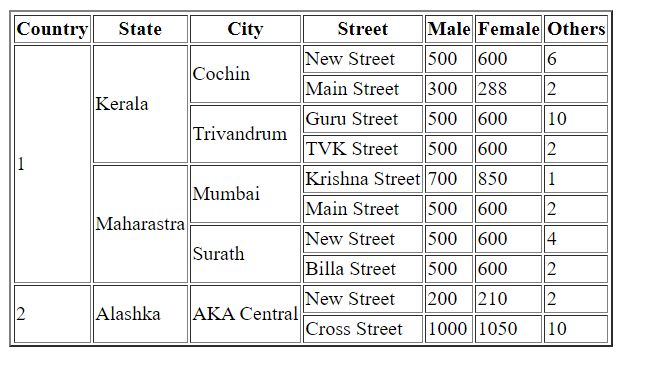 Country State City Street Male Female Others
1 Kerala Cochin New Street 500 600 6
Main Street 300 288 2
Trivandrum Guru Street 500 600 10
TVK Street 500 600 2
Maharastra Mumbai Krishna Street 700 850 1
Main Street 500 600 2
Surath New Street 500 600 4
Billa Street 500 600 2
2 Alashka AKA Central New Street 200 210 2
Cross Street 1000 1050 10